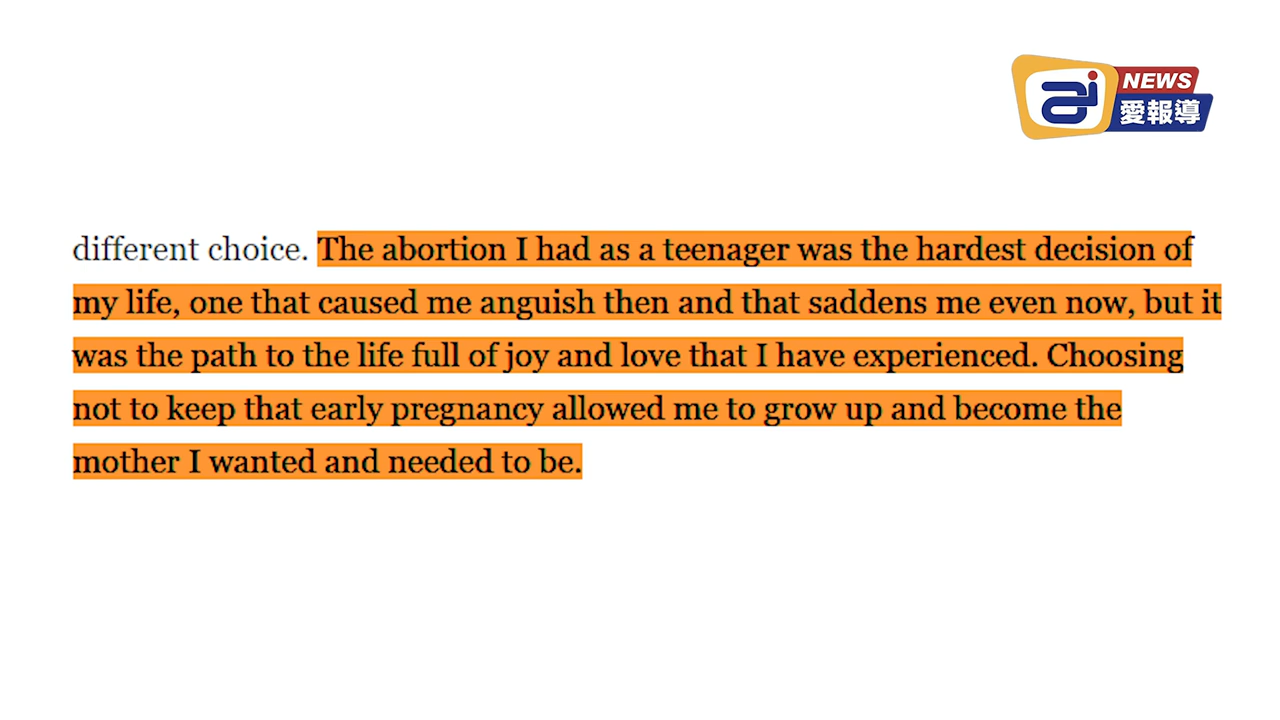 NEWS
愛報導
different choice. The abortion I had as a teenager was the hardest decision of
my life, one that caused me anguish then and that saddens me even now, but it
was the path to the life full of joy and love that I have experienced. Choosing
not to keep that early pregnancy allowed me to grow up and become the
mother I wanted and needed to be.